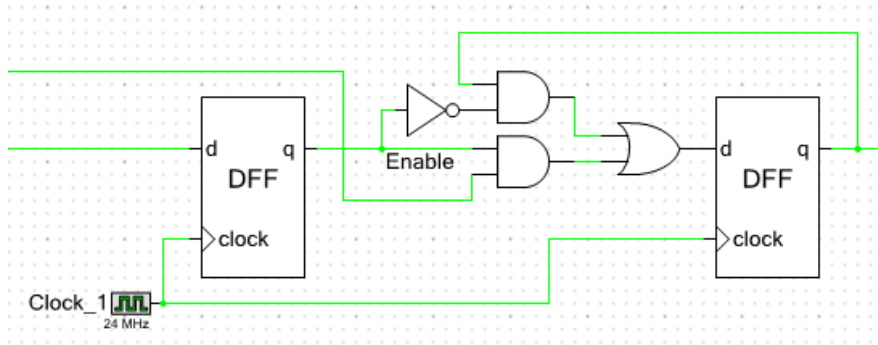 d q
DFF
clock
Enable
d q
DFF
clock
Clock_1
24 MHz